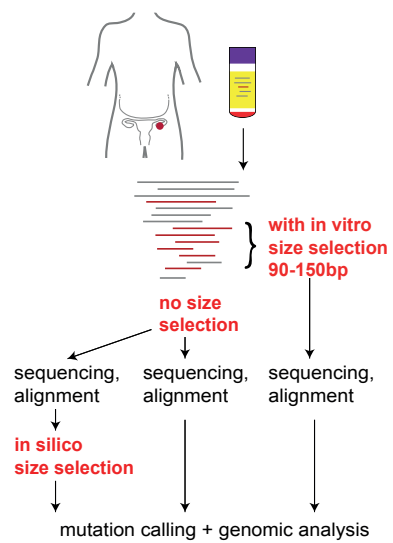 with in vitro
size selection
90-150bp
no size
selection
sequencing,
alignment
sequencing,
alignment
sequencing,
alignment
in silico
size selection
mutation calling + genomic analysis